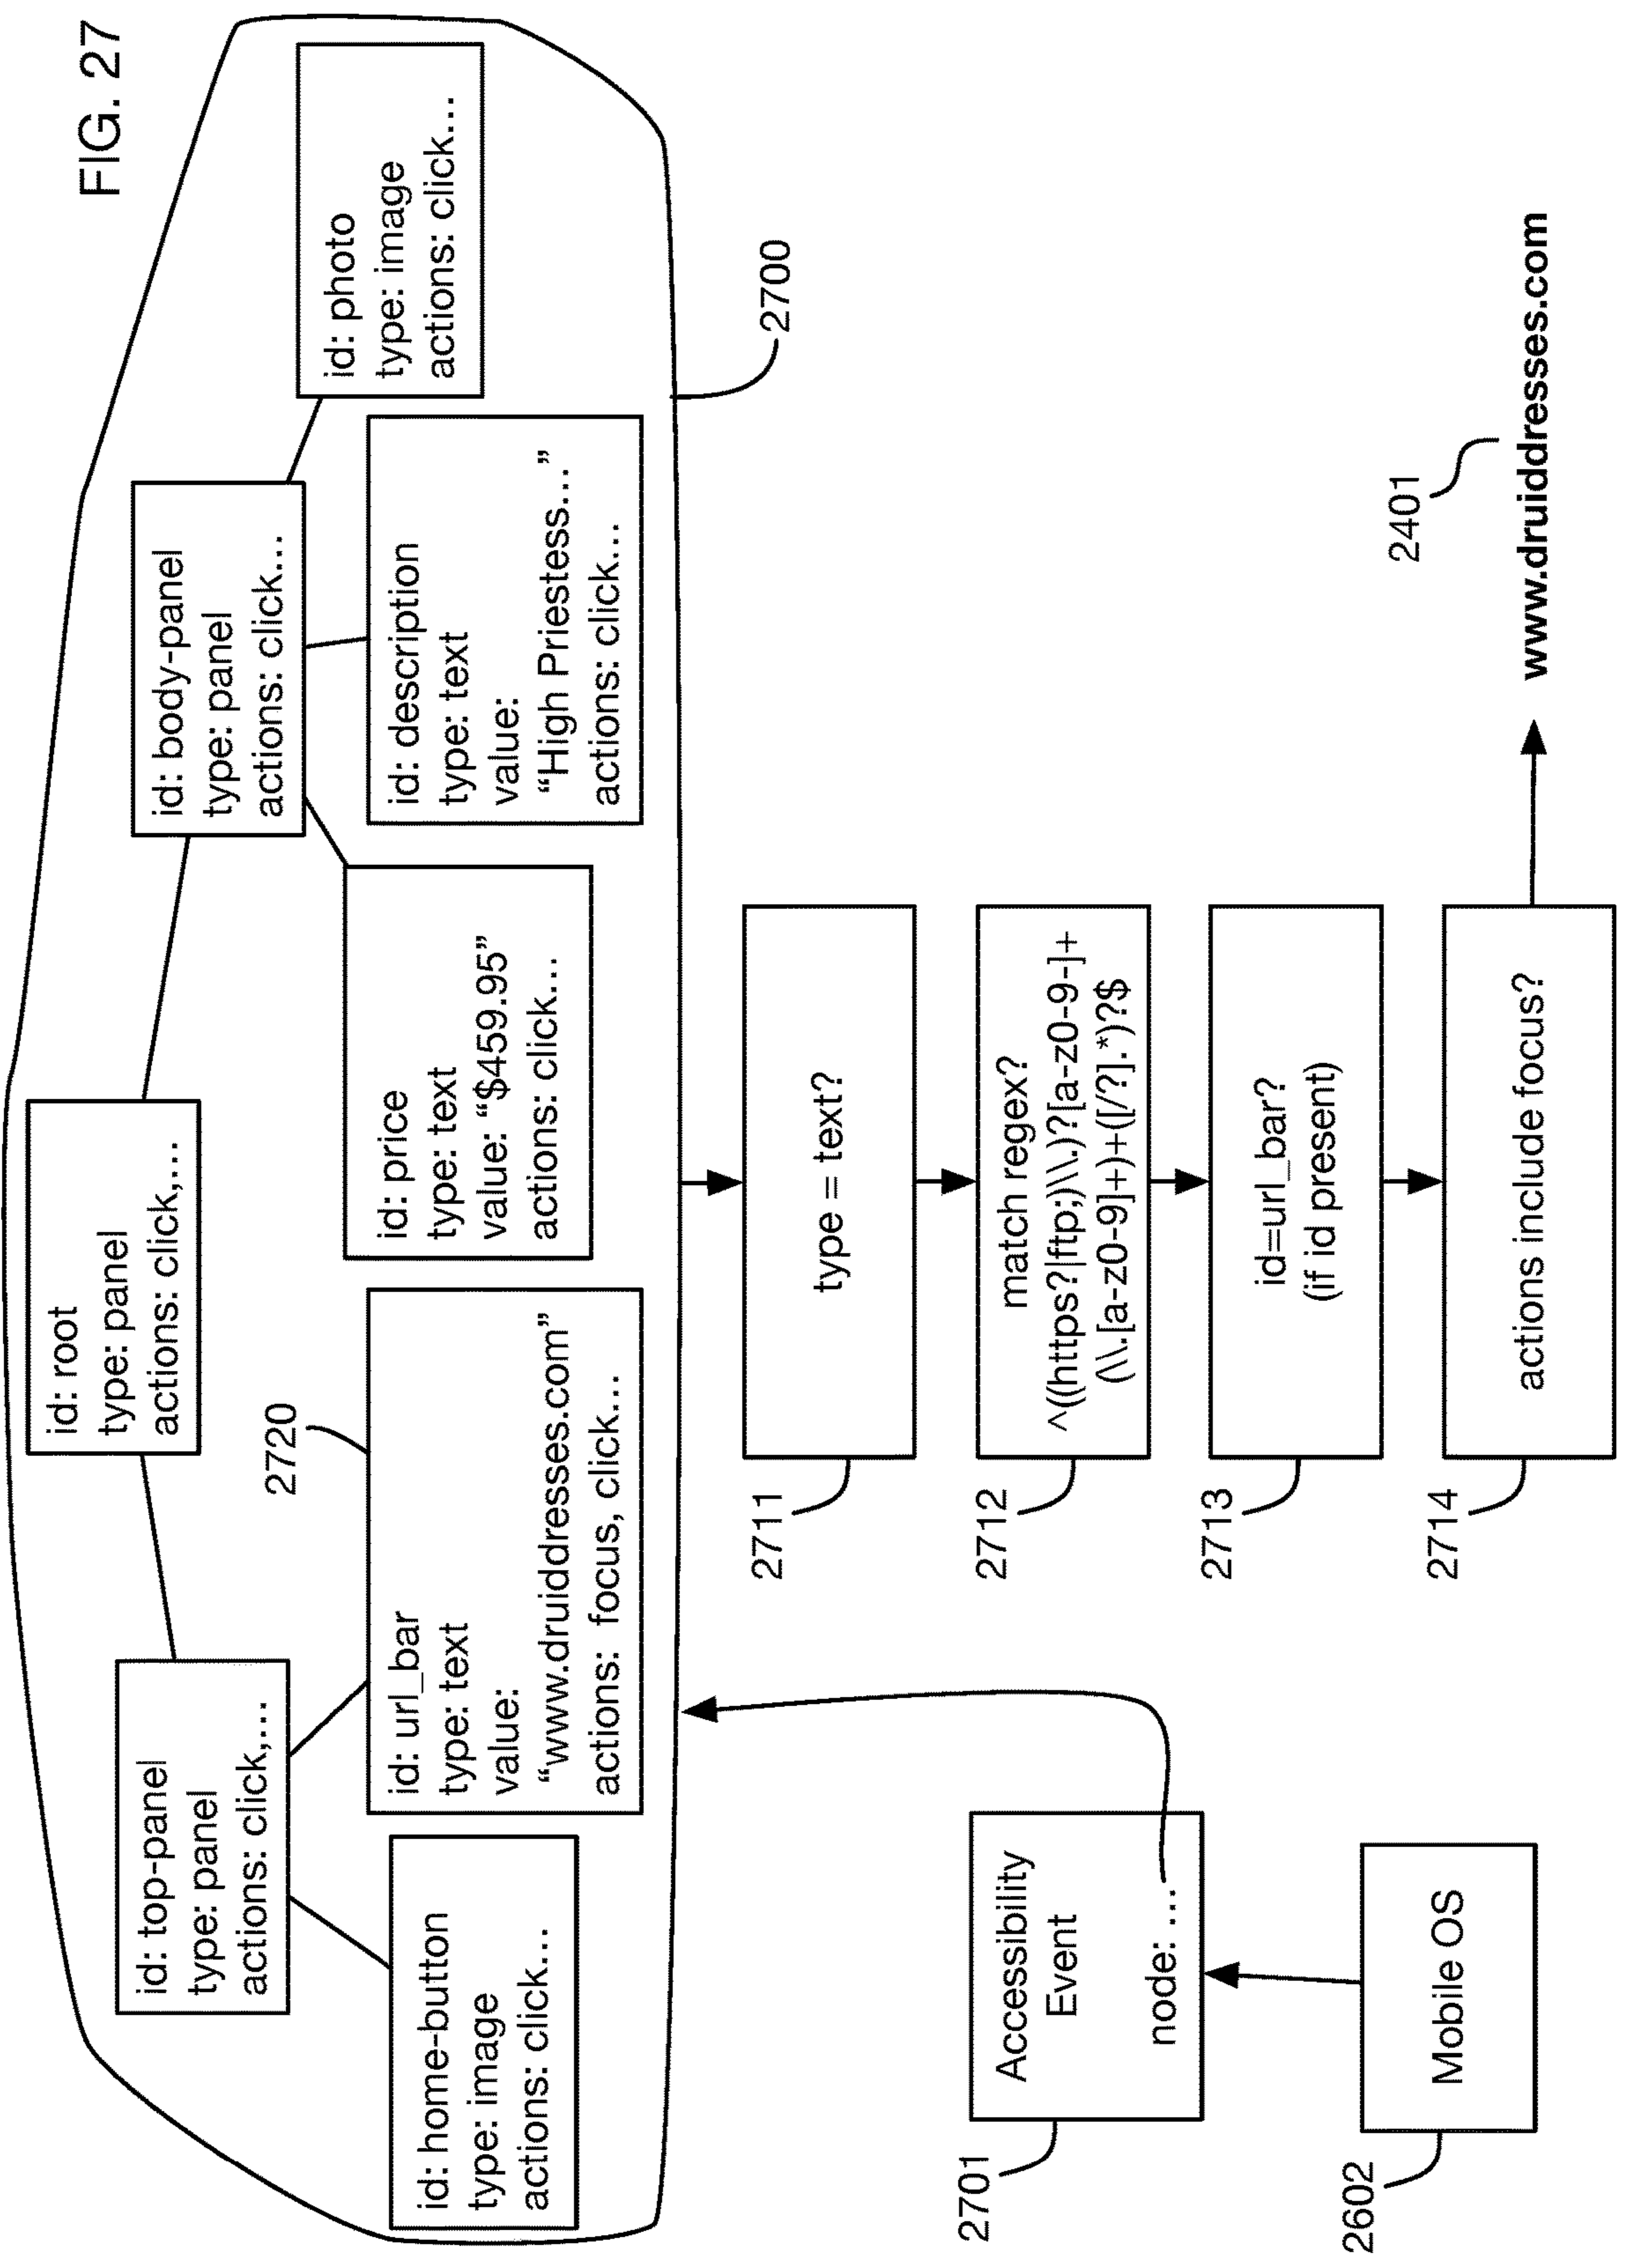 FIG. 27
id: root
type: panel
actions: click,...
id: top-panel
type: panel
actions: click,...
id: body-panel
type: panel
actions: click...
id: home-button
type: image
actions: click...
2720
id: url_bar
type: text
value:
“www.druiddresses.com”
actions: focus, click...
id: price
type: text
value: “$459.95”
actions: click...
id: description
type: text
value:
“High Priestess...”
actions: click...
id: photo
type: image
actions: click...
2700
2701
Accessibility
Event
node: ...
2602
Mobile OS
2711
type = text?
2712
match regex?
^((https?|ftp;)\\.)?[a-z0-9-]+
(\\.[a-z0-9]+)+([/?].*)?$
2713
id=url_bar?
(if id present)
2714
actions include focus?
2401
www.druiddresses.com